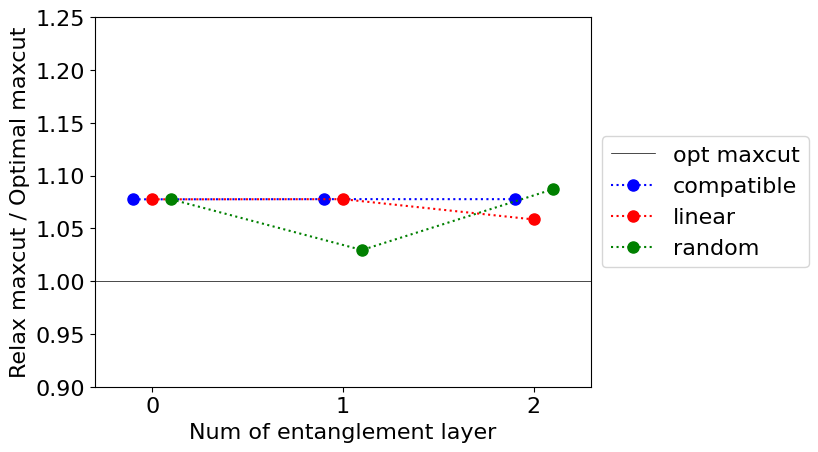 Relax maxcut / Optimal maxcut
1.25
1.20
1.15
1.10
1.05
1.00
0.95
0.90
0
1
2
Num of entanglement layer
opt maxcut
compatible
linear
random